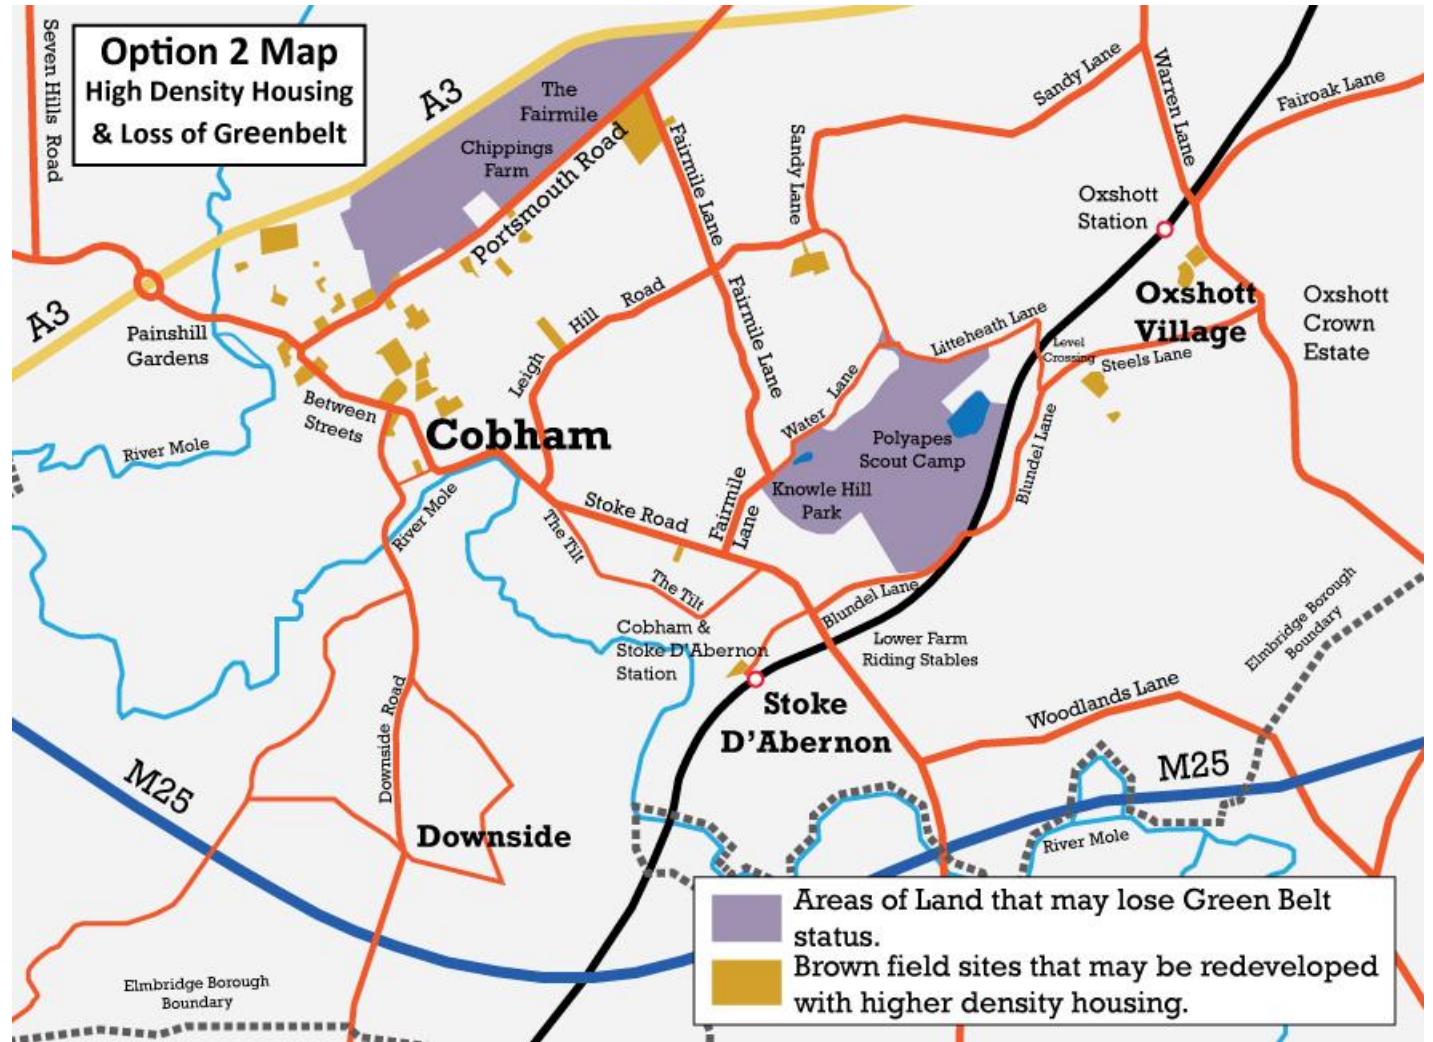 Option 2 Map
High Density Housing
& Loss of Greenbelt
Seven Hills Road
A3
The
Fairmile
Chippings
Farm
Portsmouth Road
Fairmile Lane
Sandy Lane
Sandy Lane
Warren Lane
Fairoak Lane
Oxshott
Station
Oxshott
Village
Oxshott
Crown
Estate
A3
Painshill
Gardens
Leigh Hill Road
Fairmile Lane
Litteheath Lane
Level
Crossing
Steels Lane
Between
Streets
Cobham
Water Lane
Polyapes
Scout Camp
Blundel Lane
River Mole
River Mole
Knowle Hill
Park
Stoke Road
Fairmile
Lane
The Tilt
The Tilt
Blundel Lane
Cobham &
Stoke D'Abernon
Station
Lower Farm
Riding Stables
Elmbridge Borough
Boundary
Stoke
D'Abernon
Woodlands Lane
Downside Road
M25
M25
Downside
River Mole
Elmbridge Borough
Boundary
Areas of Land that may lose Green Belt
status.
Brown field sites that may be redeveloped
with higher density housing.